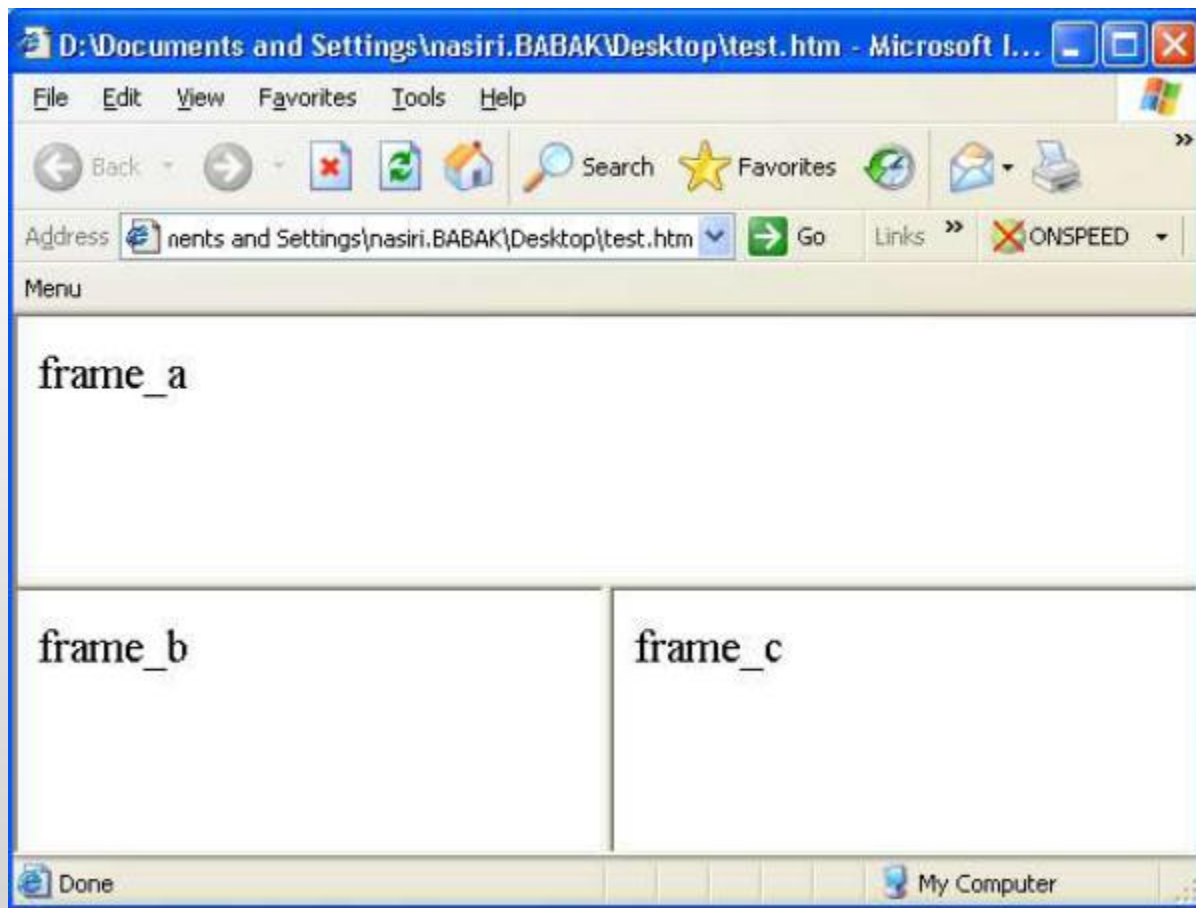 D:\Documents and Settings\nasiri.BABAK\Desktop\test.htm - Microsoft I...
File Edit View Favorites Tools Help
Back Search Favorites »
Address nents and Settings\nasiri.BABAK\Desktop\test.htm Go Links » ONSPEED
Menu
frame_a
frame_b frame_c
Done My Computer